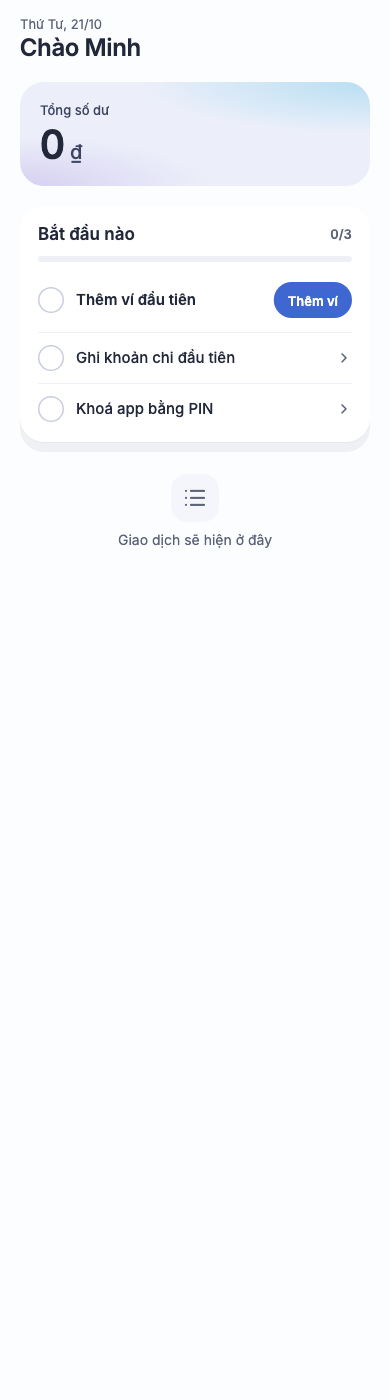 Thứ Tư, 21/10
Chào Minh
Tổng số dư
0 ₫
Bắt đầu nào
0/3
Thêm ví đầu tiên
Thêm ví
Ghi khoản chi đầu tiên
Khoá app bằng PIN
Giao dịch sẽ hiện ở đây